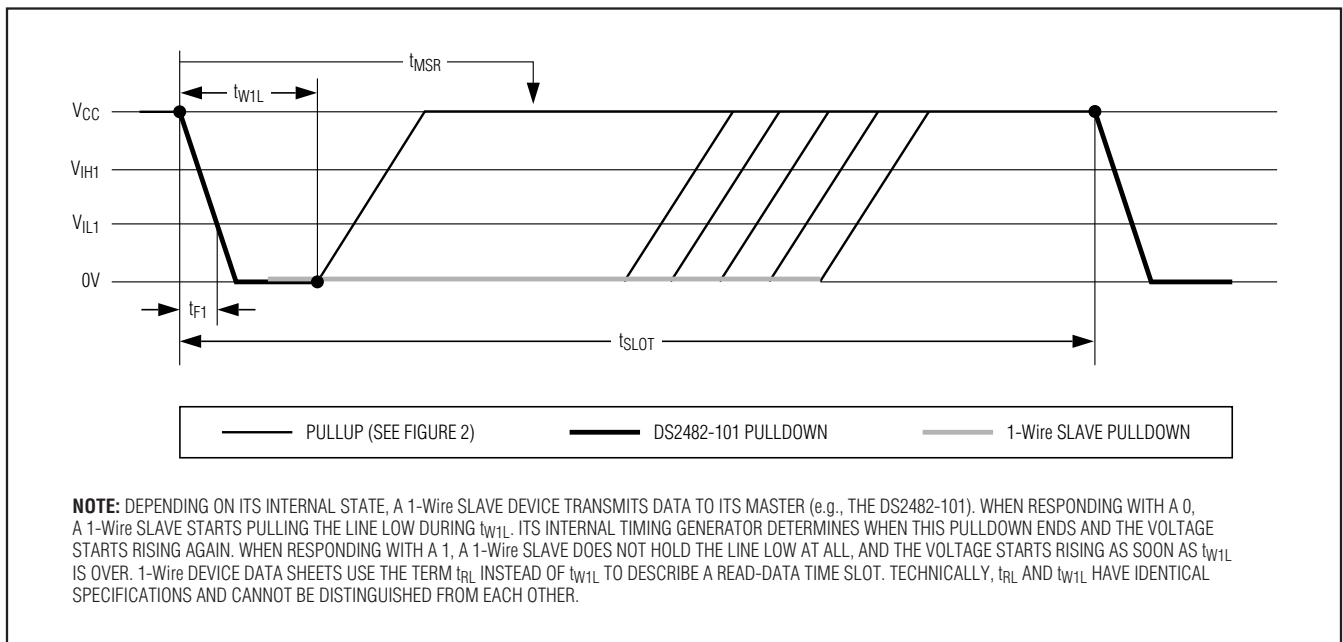 tMSR
tW1L
VCC
VIH1
VIL1
0V
tF1
tSLOT
PULLUP (SEE FIGURE 2) DS2482-101 PULLDOWN 1-Wire SLAVE PULLDOWN
NOTE: DEPENDING ON ITS INTERNAL STATE, A 1-Wire SLAVE DEVICE TRANSMITS DATA TO ITS MASTER (e.g., THE DS2482-101). WHEN RESPONDING WITH A 0,
A 1-Wire SLAVE STARTS PULLING THE LINE LOW DURING tW1L. ITS INTERNAL TIMING GENERATOR DETERMINES WHEN THIS PULLDOWN ENDS AND THE VOLTAGE
STARTS RISING AGAIN. WHEN RESPONDING WITH A 1, A 1-Wire SLAVE DOES NOT HOLD THE LINE LOW AT ALL, AND THE VOLTAGE STARTS RISING AS SOON AS tW1L
IS OVER. 1-Wire DEVICE DATA SHEETS USE THE TERM tRL INSTEAD OF tW1L TO DESCRIBE A READ-DATA TIME SLOT. TECHNICALLY, tRL AND tW1L HAVE IDENTICAL
SPECIFICATIONS AND CANNOT BE DISTINGUISHED FROM EACH OTHER.